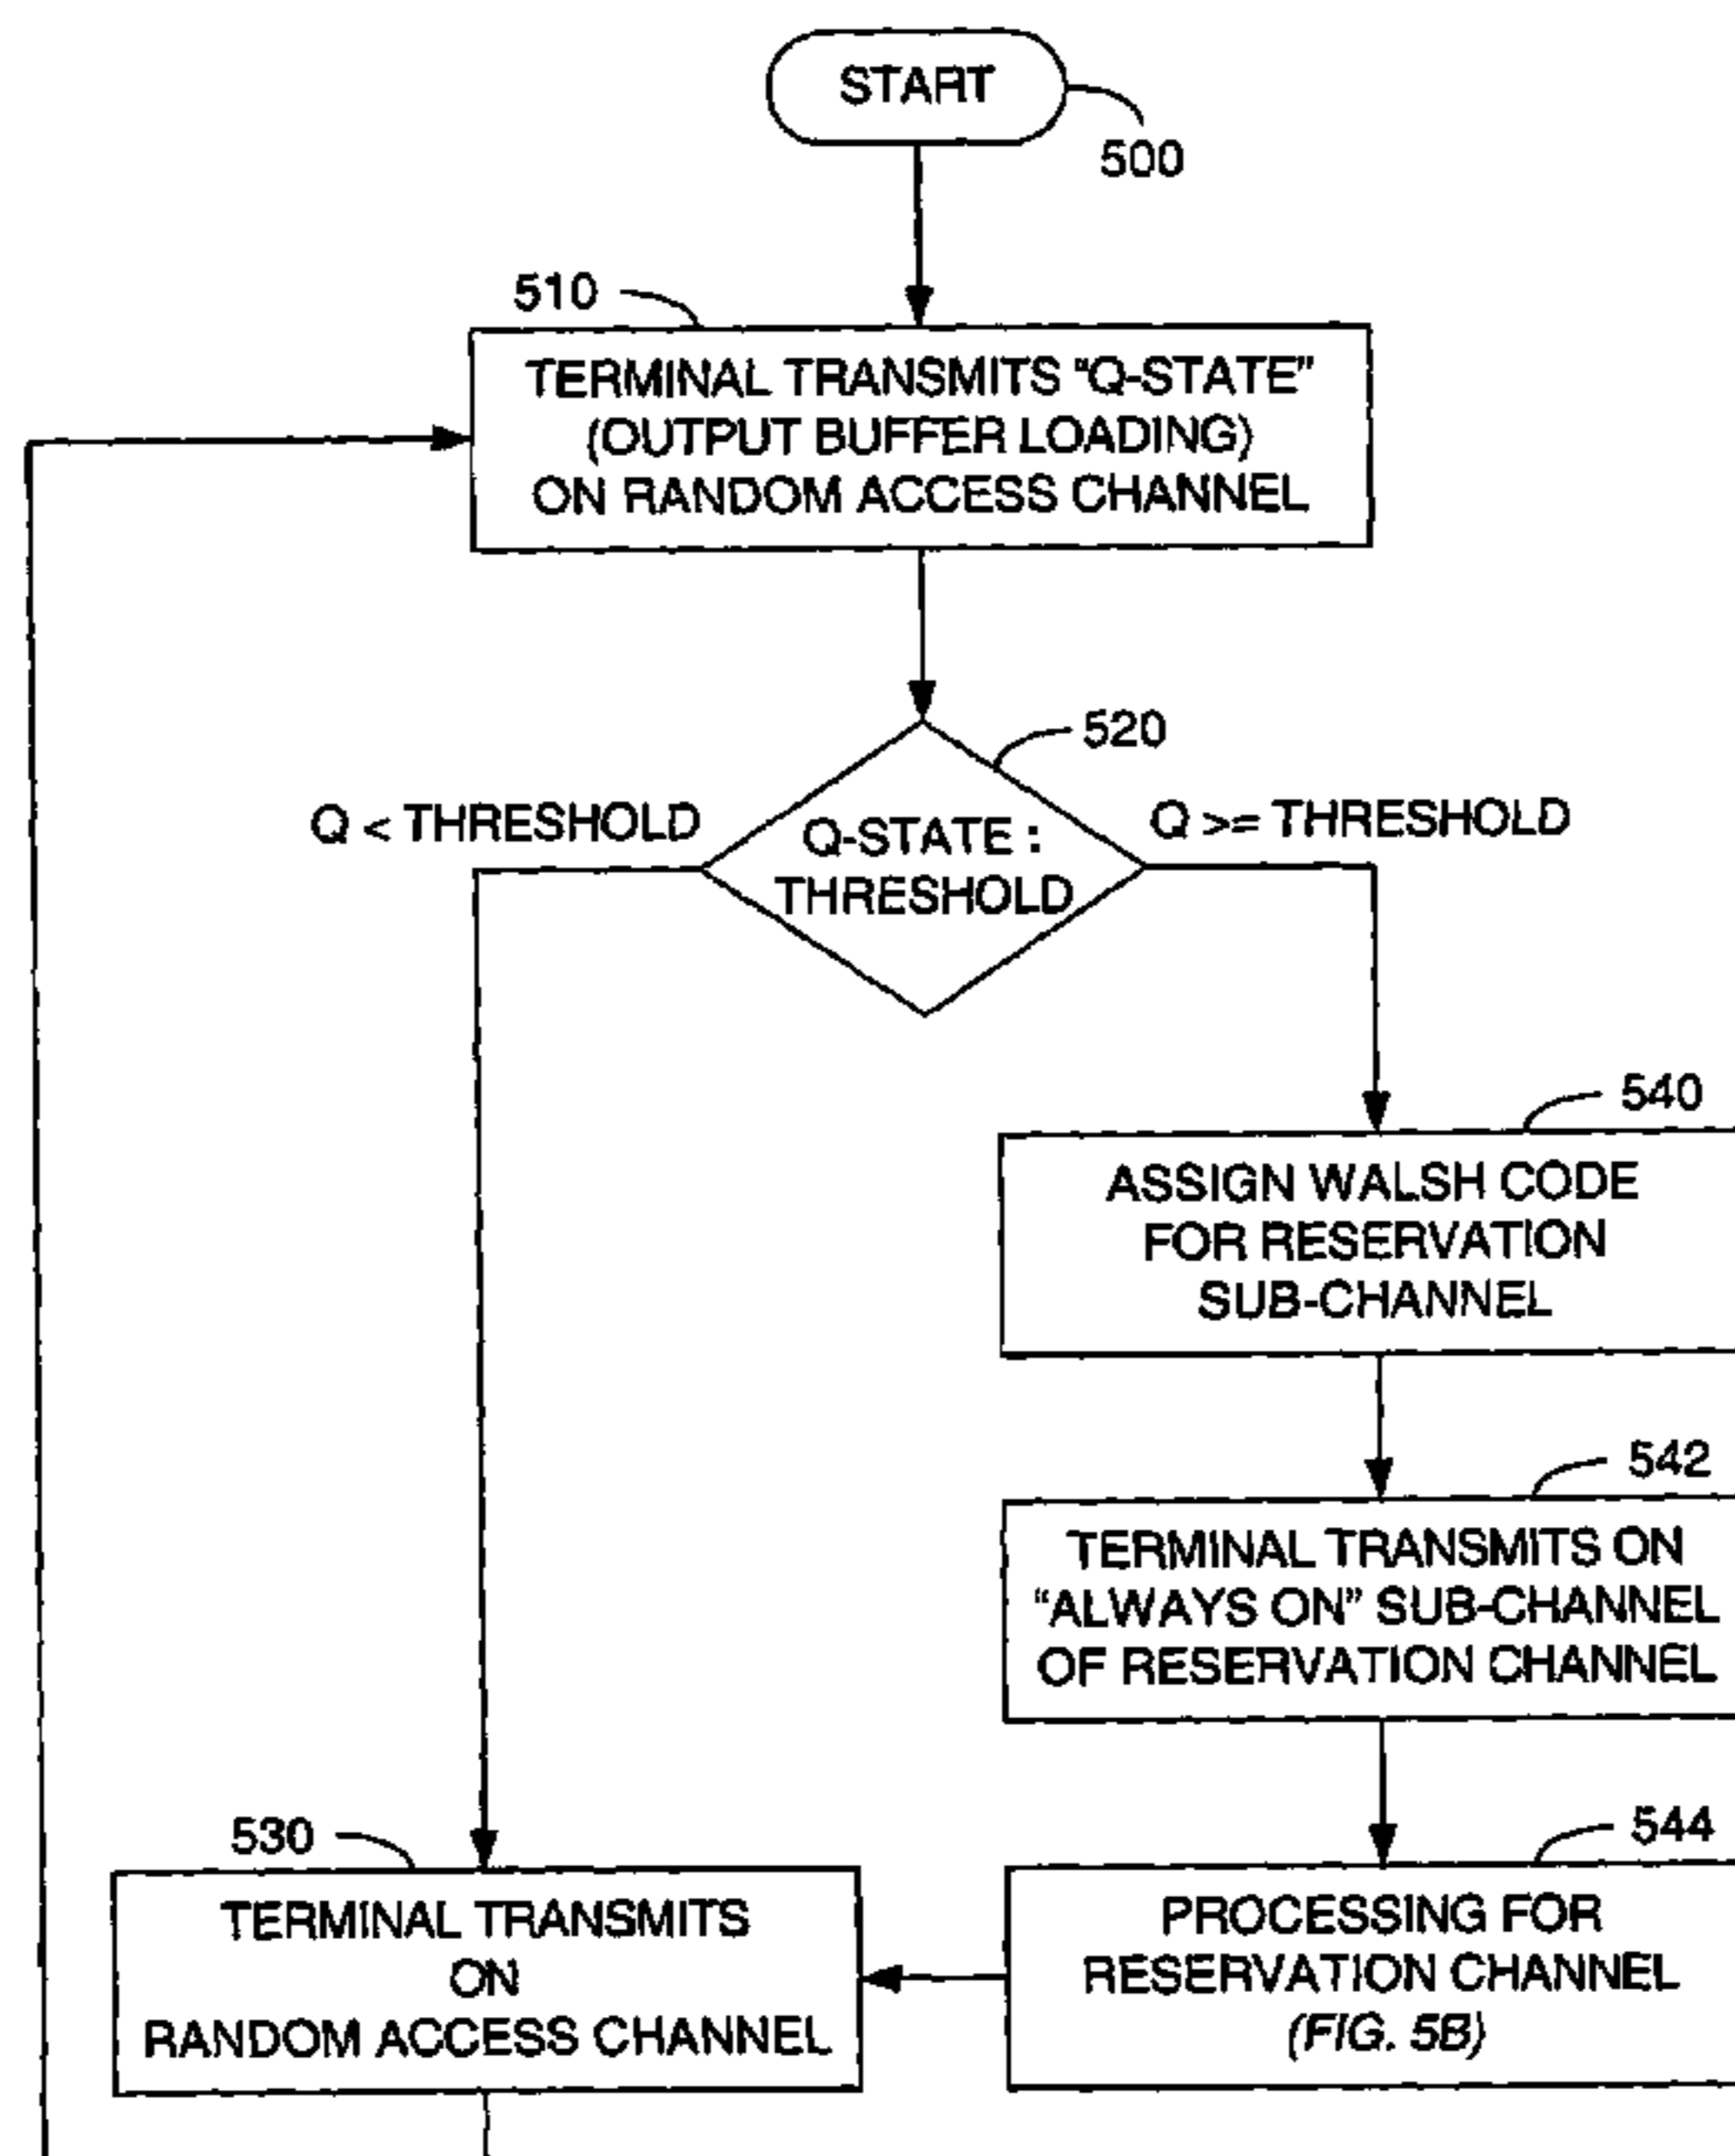 START
500
510
TERMINAL TRANSMITS "Q-STATE"
(OUTPUT BUFFER LOADING)
ON RANDOM ACCESS CHANNEL
520
Q < THRESHOLD
Q-STATE :
THRESHOLD
Q >= THRESHOLD
540
ASSIGN WALSH CODE
FOR RESERVATION
SUB-CHANNEL
542
TERMINAL TRANSMITS ON
"ALWAYS ON" SUB-CHANNEL
OF RESERVATION CHANNEL
530
TERMINAL TRANSMITS
ON
RANDOM ACCESS CHANNEL
544
PROCESSING FOR
RESERVATION CHANNEL
(FIG. 5B)